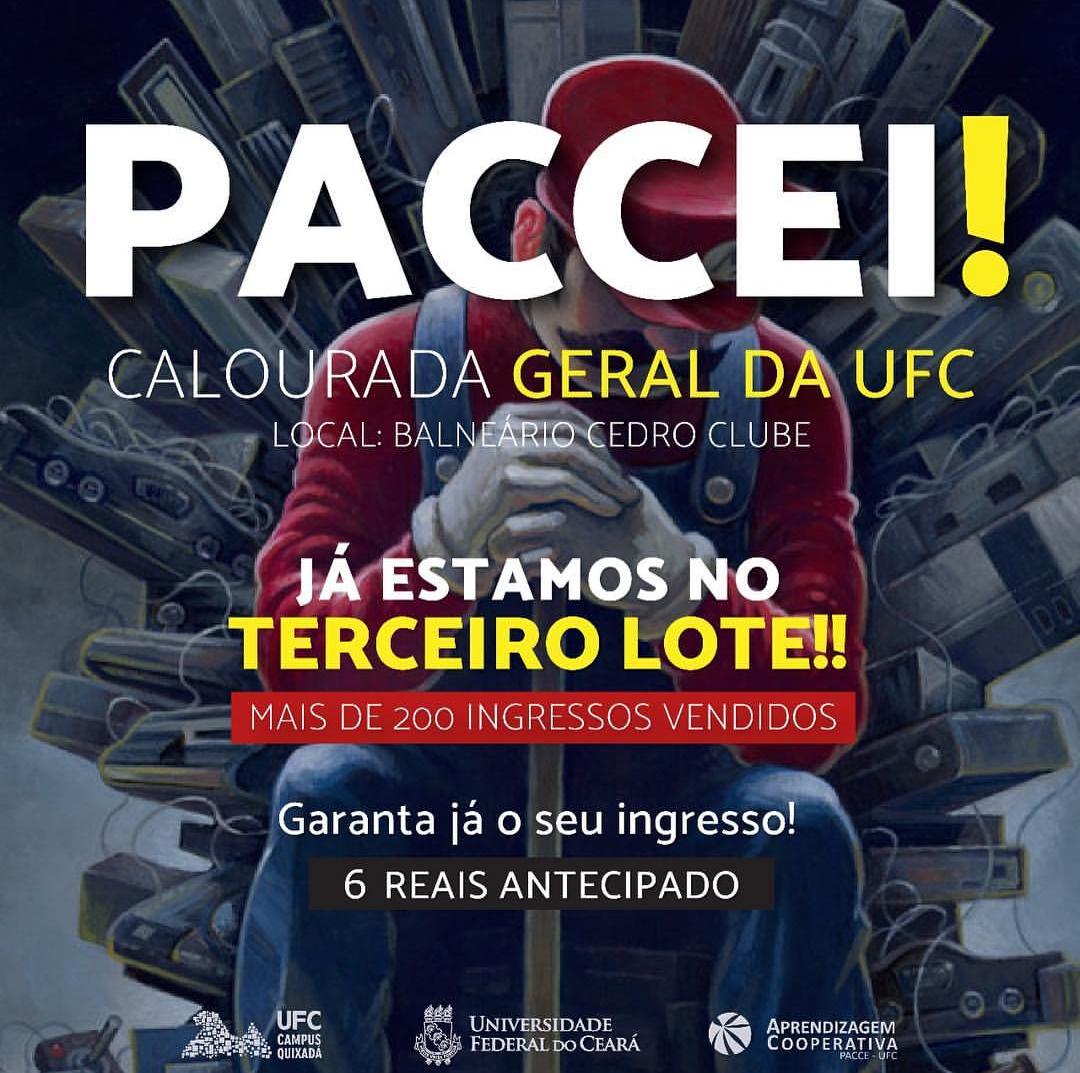 PACCEI!
CALOURADA GERAL DA UFC
LOCAL: BALNEÁRIO CEDRO CLUBE
JÁ ESTAMOS NO
TERCEIRO LOTE!!
MAIS DE 200 INGRESSOS VENDIDOS
Garanta já o seu ingresso!
6 REAIS ANTECIPADO
UFC
CAMPUS
QUIXADÁ
UNIVERSIDADE
FEDERAL DO CEARÁ
APRENDIZAGEM
COOPERATIVA
PACCE - UFC